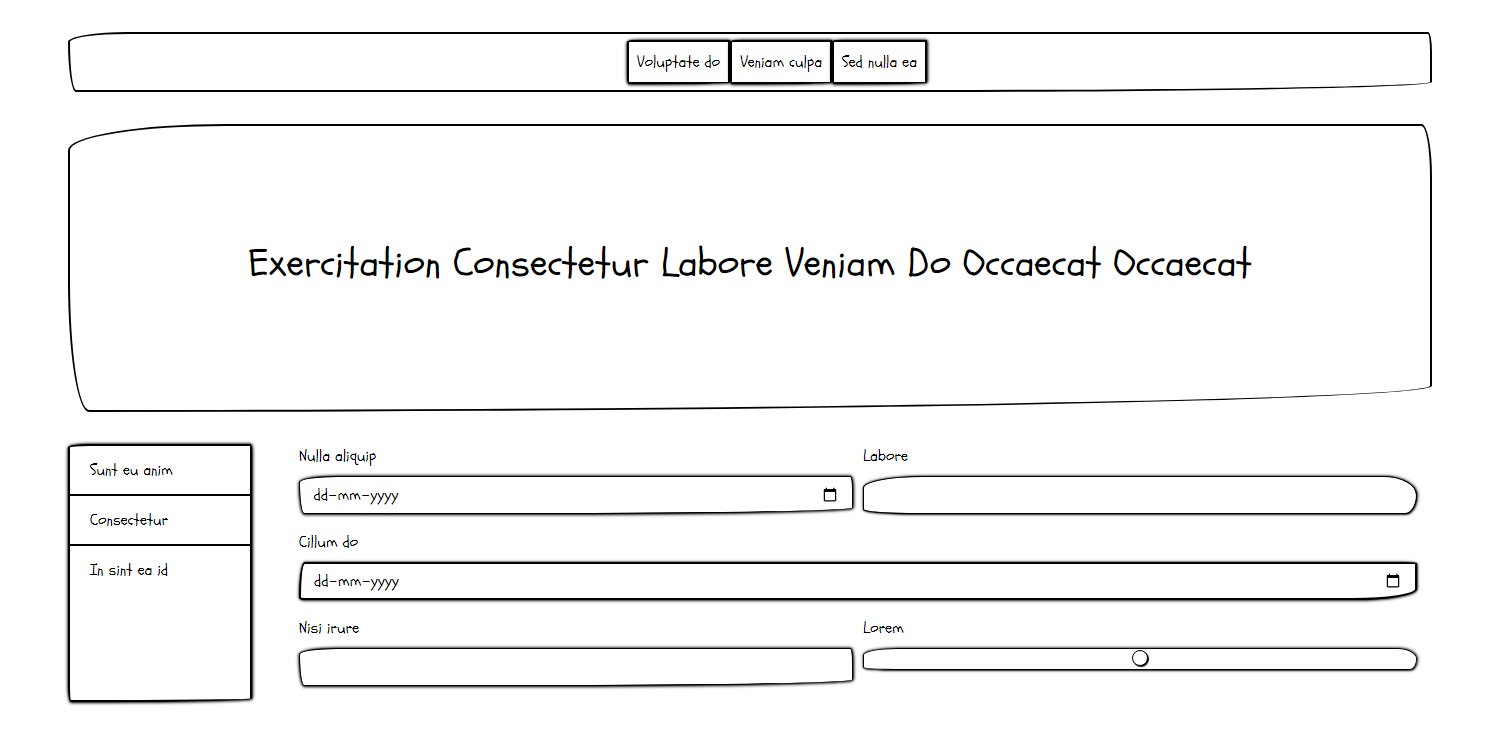 Voluptate do Veniam culpa Sed nulla ea
Exercitation Consectetur Labore Veniam Do Occaecat Occaecat
Sunt eu anim
Consectetur
In sint ea id
Nulla aliquip
dd-mm-yyyy
Labore
Cillum do
dd-mm-yyyy
Nisi irure
Lorem